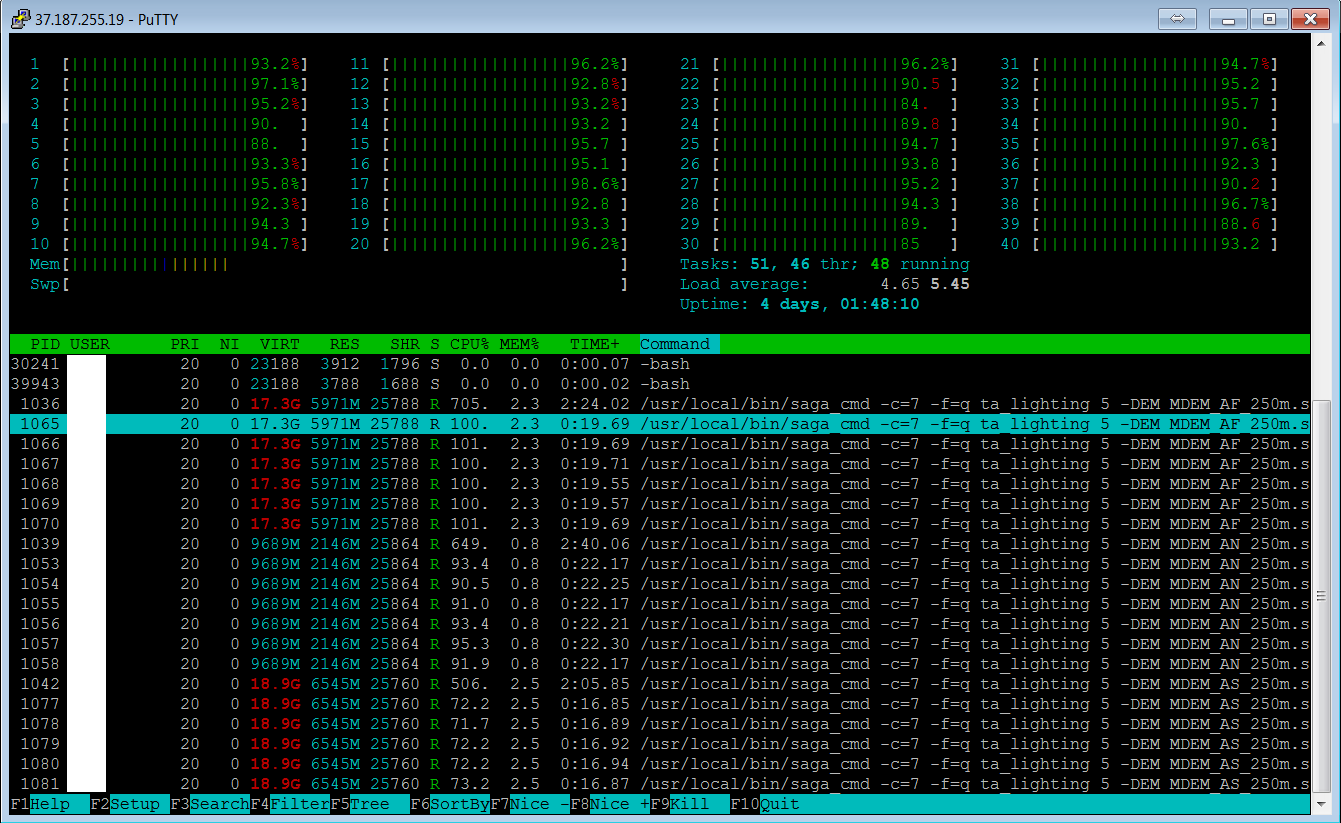 37.187.255.19 - PuTTY
1 [||||||||||||||||||93.2%] 11 [||||||||||||||||||96.2%] 21 [||||||||||||||||||96.2%] 31 [||||||||||||||||||94.7%]
2 [||||||||||||||||||97.1%] 12 [||||||||||||||||||92.8%] 22 [||||||||||||||||||90.5 ] 32 [||||||||||||||||||95.2 ]
3 [||||||||||||||||||95.2%] 13 [||||||||||||||||||93.2%] 23 [||||||||||||||||||84. ] 33 [||||||||||||||||||95.7 ]
4 [||||||||||||||||||90. ] 14 [||||||||||||||||||93.2 ] 24 [||||||||||||||||||89.8 ] 34 [||||||||||||||||||90. ]
5 [||||||||||||||||||88. ] 15 [||||||||||||||||||95.7 ] 25 [||||||||||||||||||94.7 ] 35 [||||||||||||||||||97.6%]
6 [||||||||||||||||||93.3%] 16 [||||||||||||||||||95.1 ] 26 [||||||||||||||||||93.8 ] 36 [||||||||||||||||||92.3 ]
7 [||||||||||||||||||95.8%] 17 [||||||||||||||||||98.6%] 27 [||||||||||||||||||95.2 ] 37 [||||||||||||||||||90.2 ]
8 [||||||||||||||||||92.3%] 18 [||||||||||||||||||92.8 ] 28 [||||||||||||||||||94.3 ] 38 [||||||||||||||||||96.7%]
9 [||||||||||||||||||94.3 ] 19 [||||||||||||||||||93.3 ] 29 [||||||||||||||||||89. ] 39 [||||||||||||||||||88.6 ]
10 [||||||||||||||||||94.7%] 20 [||||||||||||||||||96.2%] 30 [||||||||||||||||||85 ] 40 [||||||||||||||||||93.2 ]
Mem[|||||||||||||||| ] Tasks: 51, 46 thr; 48 running
Swp[ ] Load average: 4.65 5.45
Uptime: 4 days, 01:48:10
PID USER PRI NI VIRT RES SHR S CPU% MEM% TIME+ Command
30241 20 0 23188 3912 1796 S 0.0 0.0 0:00.07 -bash
39943 20 0 23188 3788 1688 S 0.0 0.0 0:00.02 -bash
1036 20 0 17.3G 5971M 25788 R 705. 2.3 2:24.02 /usr/local/bin/saga_cmd -c=7 -f=q ta_lighting 5 -DEM MDEM_AF_250m.s
1065 20 0 17.3G 5971M 25788 R 100. 2.3 0:19.69 /usr/local/bin/saga_cmd -c=7 -f=q ta_lighting 5 -DEM MDEM_AF_250m.s
1066 20 0 17.3G 5971M 25788 R 101. 2.3 0:19.69 /usr/local/bin/saga_cmd -c=7 -f=q ta_lighting 5 -DEM MDEM_AF_250m.s
1067 20 0 17.3G 5971M 25788 R 100. 2.3 0:19.71 /usr/local/bin/saga_cmd -c=7 -f=q ta_lighting 5 -DEM MDEM_AF_250m.s
1068 20 0 17.3G 5971M 25788 R 100. 2.3 0:19.55 /usr/local/bin/saga_cmd -c=7 -f=q ta_lighting 5 -DEM MDEM_AF_250m.s
1069 20 0 17.3G 5971M 25788 R 100. 2.3 0:19.57 /usr/local/bin/saga_cmd -c=7 -f=q ta_lighting 5 -DEM MDEM_AF_250m.s
1070 20 0 17.3G 5971M 25788 R 101. 2.3 0:19.69 /usr/local/bin/saga_cmd -c=7 -f=q ta_lighting 5 -DEM MDEM_AF_250m.s
1039 20 0 9689M 2146M 25864 R 649. 0.8 2:40.06 /usr/local/bin/saga_cmd -c=7 -f=q ta_lighting 5 -DEM MDEM_AN_250m.s
1053 20 0 9689M 2146M 25864 R 93.4 0.8 0:22.17 /usr/local/bin/saga_cmd -c=7 -f=q ta_lighting 5 -DEM MDEM_AN_250m.s
1054 20 0 9689M 2146M 25864 R 90.5 0.8 0:22.25 /usr/local/bin/saga_cmd -c=7 -f=q ta_lighting 5 -DEM MDEM_AN_250m.s
1055 20 0 9689M 2146M 25864 R 91.0 0.8 0:22.17 /usr/local/bin/saga_cmd -c=7 -f=q ta_lighting 5 -DEM MDEM_AN_250m.s
1056 20 0 9689M 2146M 25864 R 93.4 0.8 0:22.21 /usr/local/bin/saga_cmd -c=7 -f=q ta_lighting 5 -DEM MDEM_AN_250m.s
1057 20 0 9689M 2146M 25864 R 95.3 0.8 0:22.30 /usr/local/bin/saga_cmd -c=7 -f=q ta_lighting 5 -DEM MDEM_AN_250m.s
1058 20 0 9689M 2146M 25864 R 91.9 0.8 0:22.17 /usr/local/bin/saga_cmd -c=7 -f=q ta_lighting 5 -DEM MDEM_AN_250m.s
1042 20 0 18.9G 6545M 25760 R 506. 2.5 2:05.85 /usr/local/bin/saga_cmd -c=7 -f=q ta_lighting 5 -DEM MDEM_AS_250m.s
1077 20 0 18.9G 6545M 25760 R 72.2 2.5 0:16.85 /usr/local/bin/saga_cmd -c=7 -f=q ta_lighting 5 -DEM MDEM_AS_250m.s
1078 20 0 18.9G 6545M 25760 R 71.7 2.5 0:16.89 /usr/local/bin/saga_cmd -c=7 -f=q ta_lighting 5 -DEM MDEM_AS_250m.s
1079 20 0 18.9G 6545M 25760 R 72.2 2.5 0:16.92 /usr/local/bin/saga_cmd -c=7 -f=q ta_lighting 5 -DEM MDEM_AS_250m.s
1080 20 0 18.9G 6545M 25760 R 72.2 2.5 0:16.94 /usr/local/bin/saga_cmd -c=7 -f=q ta_lighting 5 -DEM MDEM_AS_250m.s
1081 20 0 18.9G 6545M 25760 R 73.2 2.5 0:16.87 /usr/local/bin/saga_cmd -c=7 -f=q ta_lighting 5 -DEM MDEM_AS_250m.s
F1Help F2Setup F3SearchF4FilterF5Tree F6SortByF7Nice -F8Nice +F9Kill F10Quit